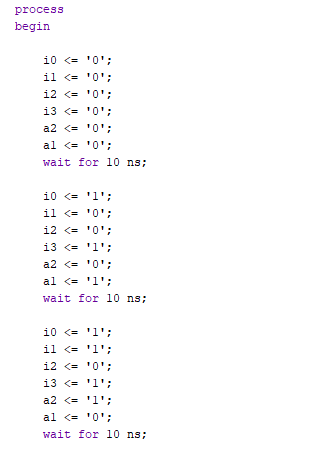 process
begin
i0 <= '0';
i1 <= '0';
i2 <= '0';
i3 <= '0';
a2 <= '0';
a1 <= '0';
wait for 10 ns;
i0 <= '1';
i1 <= '0';
i2 <= '0';
i3 <= '1';
a2 <= '0';
a1 <= '1';
wait for 10 ns;
i0 <= '1';
i1 <= '1';
i2 <= '0';
i3 <= '1';
a2 <= '1';
a1 <= '0';
wait for 10 ns;